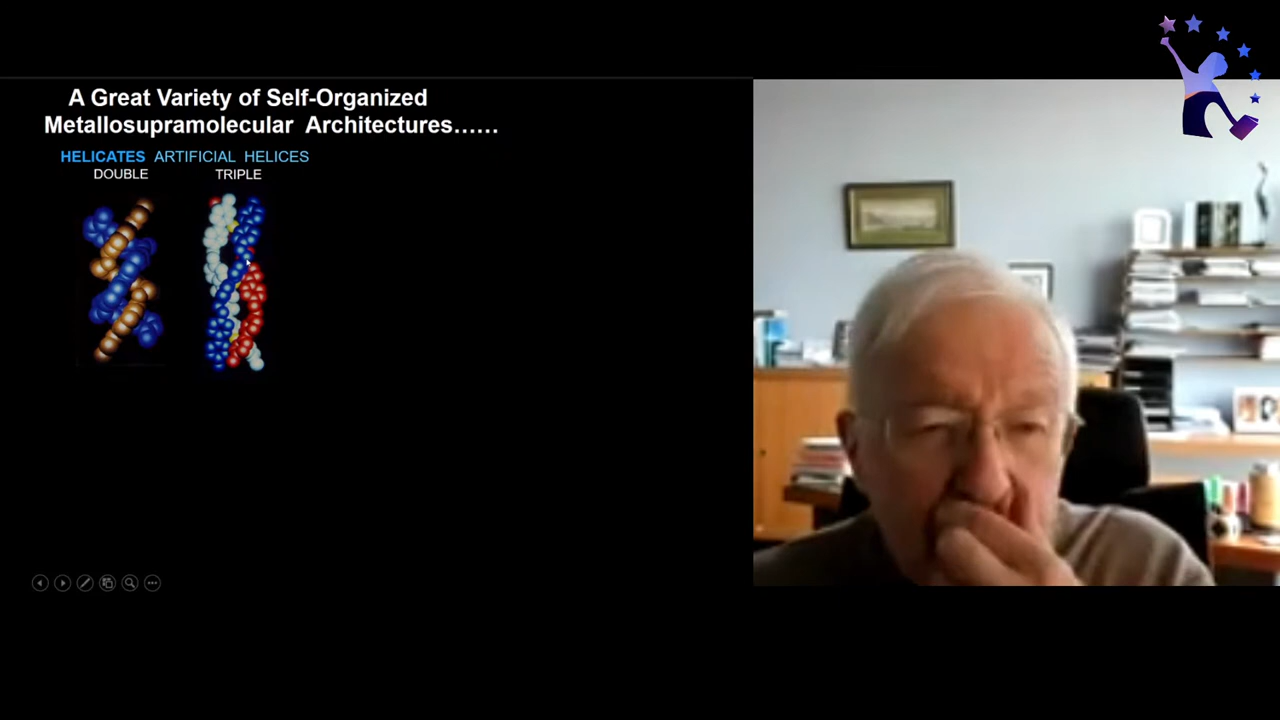 A Great Variety of Self-Organized
Metallosupramolecular Architectures......
HELICATES ARTIFICIAL HELICES
DOUBLE TRIPLE